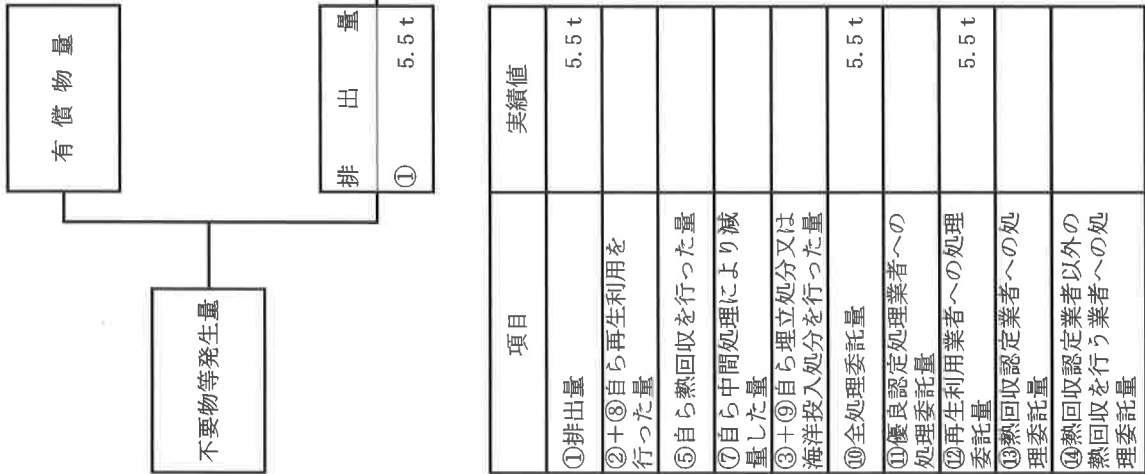 有償物量
不要物等発生量
排出量
① 5.5t
項目 実績値
①排出量 5.5t
②+⑧自ら再生利用を
行った量
⑤自ら熱回収を行った量
⑦自ら中間処理により減
量した量
③+⑨自ら埋立処分又は
海洋投入処分を行った量
⑩全処理委託量 5.5t
⑪優良認定処理業者への
処理委託量
⑫再生利用業者への処理
委託量 5.5t
⑬熱回収認定業者への処
理委託量
⑭熱回収認定業者以外の
熱回収を行う業者への処
理委託量